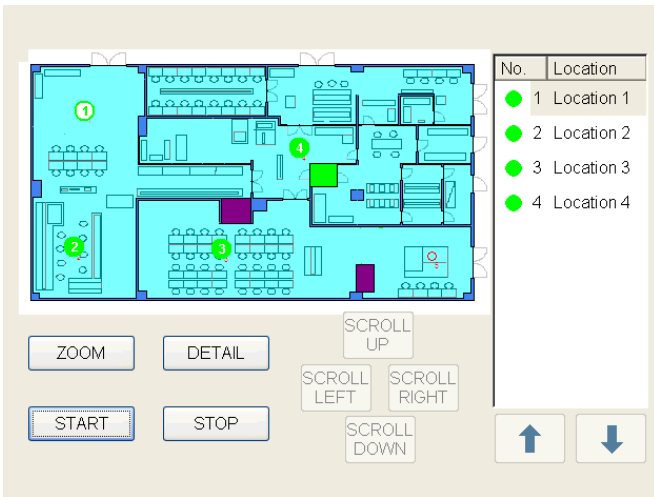 No. Location
1 Location 1
2 Location 2
3 Location 3
4 Location 4
1
4
2
3
ZOOM
DETAIL
START
STOP
SCROLL
UP
SCROLL
LEFT
SCROLL
RIGHT
SCROLL
DOWN